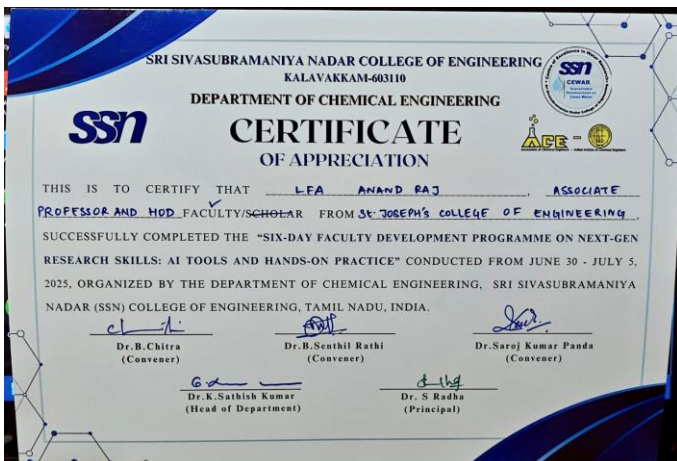 SRI SIVASUBRAMANIYA NADAR COLLEGE OF ENGINEERING
KALAVAKKAM-603110
DEPARTMENT OF CHEMICAL ENGINEERING
ssn
CERTIFICATE
OF APPRECIATION
ssn
CEWAR
ACE
THIS IS TO CERTIFY THAT LFA ANAND RAJ, ASSOCIATE
PROFESSOR AND HOD FACULTY/SCHOLAR FROM St. JOSEPH'S COLLEGE OF ENGINEERING,
SUCCESSFULLY COMPLETED THE "SIX-DAY FACULTY DEVELOPMENT PROGRAMME ON NEXT-GEN
RESEARCH SKILLS: AI TOOLS AND HANDS-ON PRACTICE" CONDUCTED FROM JUNE 30 - JULY 5,
2025, ORGANIZED BY THE DEPARTMENT OF CHEMICAL ENGINEERING, SRI SIVASUBRAMANIYA
NADAR (SSN) COLLEGE OF ENGINEERING, TAMIL NADU, INDIA.
Dr.B.Chitra
(Convener)
Dr.B.Senthil Rathi
(Convener)
Dr.Saroj Kumar Panda
(Convener)
Dr.K.Sathish Kumar
(Head of Department)
Dr. S Radha
(Principal)